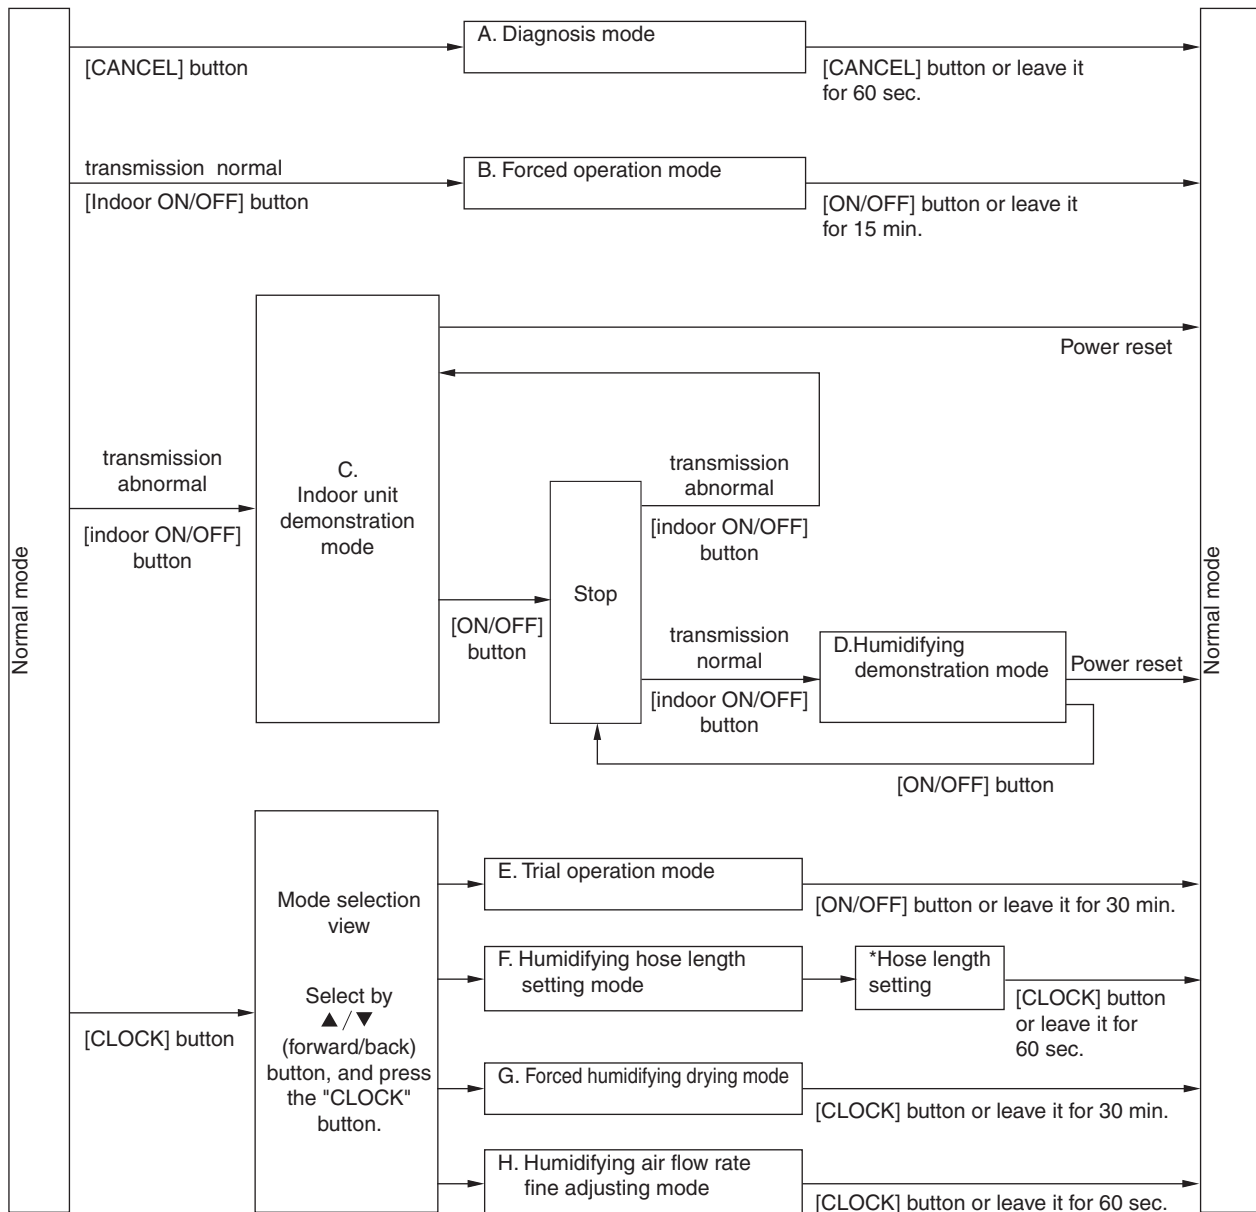 Normal mode
A. Diagnosis mode
[CANCEL] button
[CANCEL] button or leave it
for 60 sec.
transmission normal
[Indoor ON/OFF] button
B. Forced operation mode
[ON/OFF] button or leave it
for 15 min.
transmission
abnormal
[indoor ON/OFF]
button
C.
Indoor unit
demonstration
mode
Power reset
[ON/OFF]
button
Stop
transmission
abnormal
[indoor ON/OFF]
button
transmission
normal
[indoor ON/OFF]
button
D.Humidifying
demonstration mode
Power reset
[ON/OFF] button
[CLOCK] button
Mode selection
view
Select by
▲/▼
(forward/back)
button, and press
the "CLOCK"
button.
E. Trial operation mode
[ON/OFF] button or leave it for 30 min.
F. Humidifying hose length
setting mode
*Hose length
setting
[CLOCK] button
or leave it for
60 sec.
G. Forced humidifying drying mode
[CLOCK] button or leave it for 30 min.
H. Humidifying air flow rate
fine adjusting mode
[CLOCK] button or leave it for 60 sec.
Normal mode